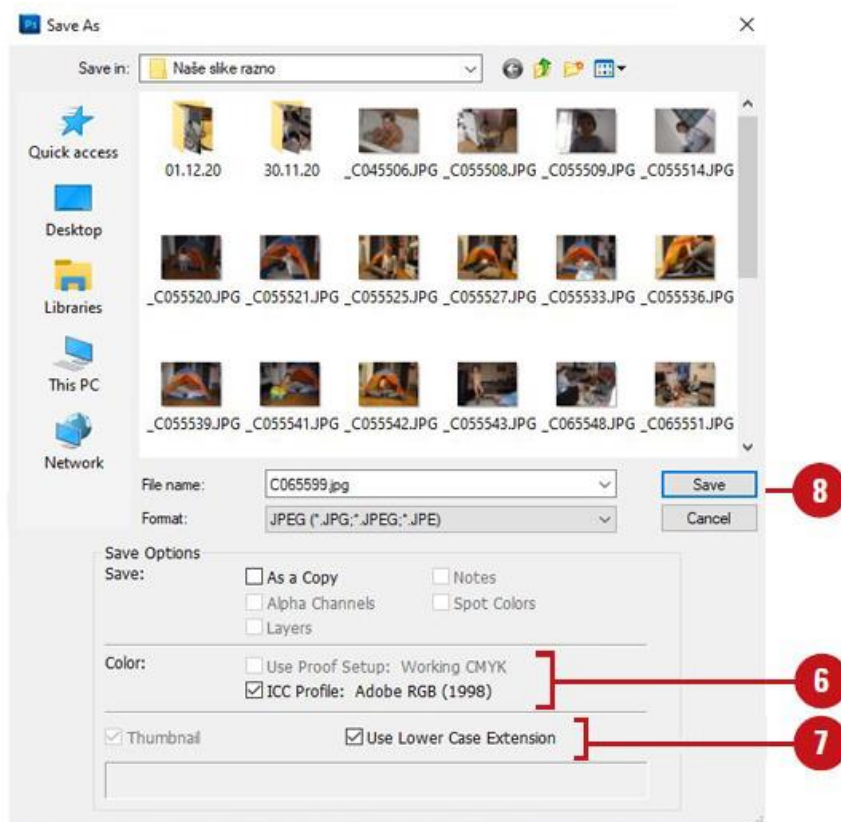 Ps Save As
Save in: Naše slike razno
Quick access
Desktop
Libraries
This PC
Network
01.12.20 30.11.20 _C045506.JPG _C055508.JPG _C055509.JPG _C055514.JPG
_C055520.JPG _C055521.JPG _C055525.JPG _C055527.JPG _C055533.JPG _C055536.JPG
_C055539.JPG _C055541.JPG _C055542.JPG _C055543.JPG _C065548.JPG _C065551.JPG
File name: C065599.jpg Save 8
Format: JPEG (*.JPG;*.JPEG;*.JPE) Cancel
Save Options
Save: As a Copy Notes
Alpha Channels Spot Colors
Layers
Color: Use Proof Setup: Working CMYK
ICC Profile: Adobe RGB (1998) 6
Thumbnail Use Lower Case Extension 7